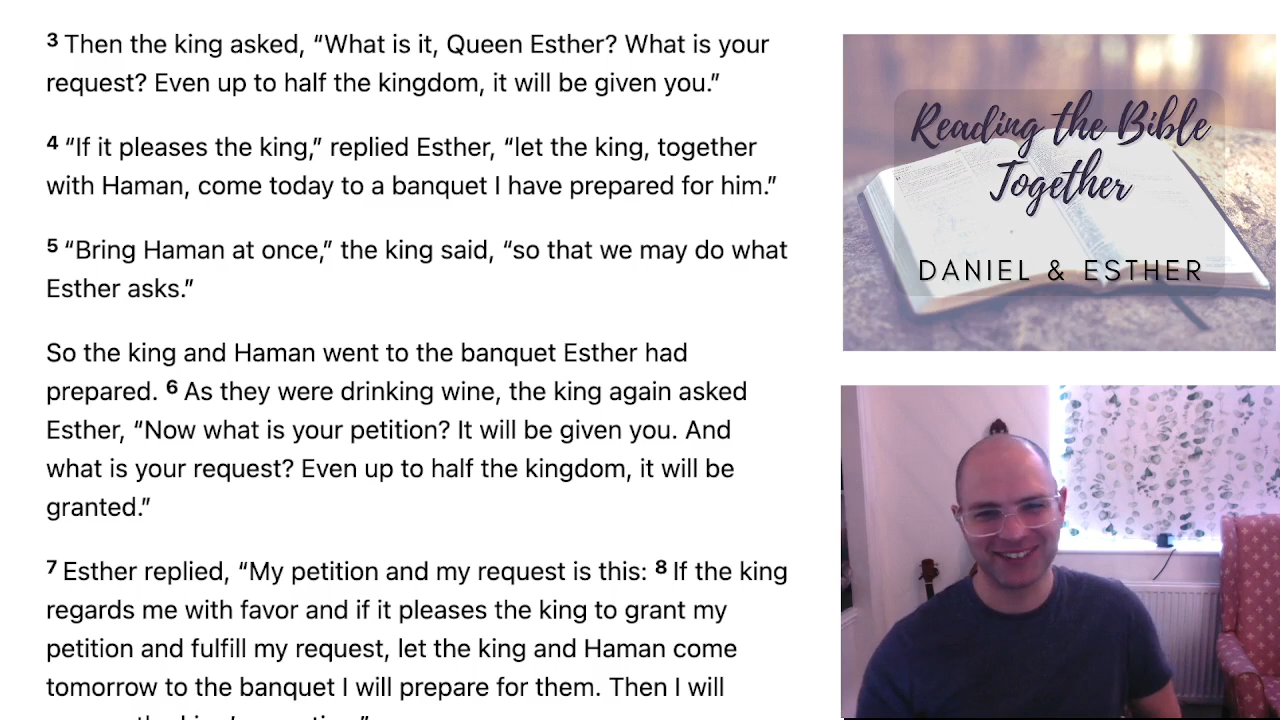 3 Then the king asked, “What is it, Queen Esther? What is your
request? Even up to half the kingdom, it will be given you.”
4 “If it pleases the king,” replied Esther, “let the king, together
with Haman, come today to a banquet I have prepared for him.”
5 “Bring Haman at once,” the king said, “so that we may do what
Esther asks.”
So the king and Haman went to the banquet Esther had
prepared. 6 As they were drinking wine, the king again asked
Esther, “Now what is your petition? It will be given you. And
what is your request? Even up to half the kingdom, it will be
granted.”
7 Esther replied, “My petition and my request is this: 8 If the king
regards me with favor and if it pleases the king to grant my
petition and fulfill my request, let the king and Haman come
tomorrow to the banquet I will prepare for them. Then I will
Reading the Bible
Together
DANIEL & ESTHER